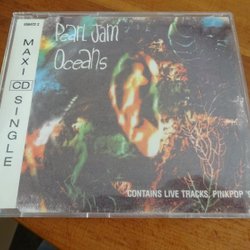 Pearl Jam
Oceans
MAXI CD SINGLE
CONTAINS LIVE TRACKS, PINKPOP